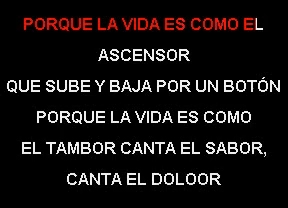 PORQUE LA VIDA ES COMO EL
ASCENSOR
QUE SUBE Y BAJA POR UN BOTÓN
PORQUE LA VIDA ES COMO
EL TAMBOR CANTA EL SABOR,
CANTA EL DOLOOR